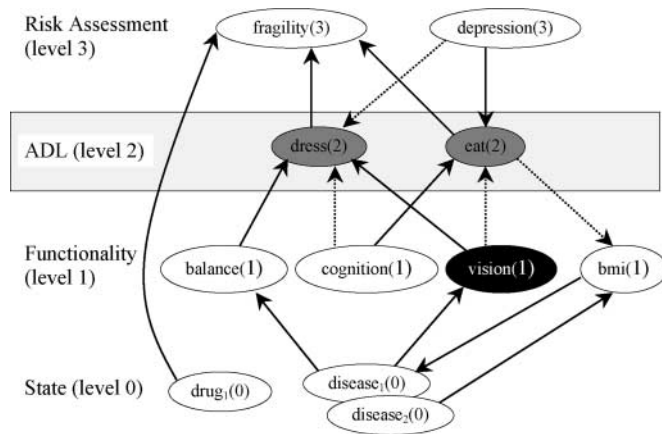 Risk Assessment
(level 3)
fragility(3)
depression(3)
ADL (level 2)
dress(2)
eat(2)
Functionality
(level 1)
balance(1)
cognition(1)
vision(1)
bmi(1)
State (level 0)
drug₁(0)
disease₁(0)
disease₂(0)